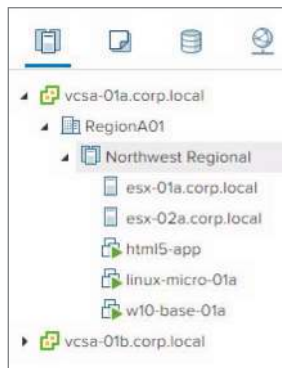 vcsa-01a.corp.local
RegionA01
Northwest Regional
esx-01a.corp.local
esx-02a.corp.local
html5-app
linux-micro-01a
w10-base-01a
vcsa-01b.corp.local